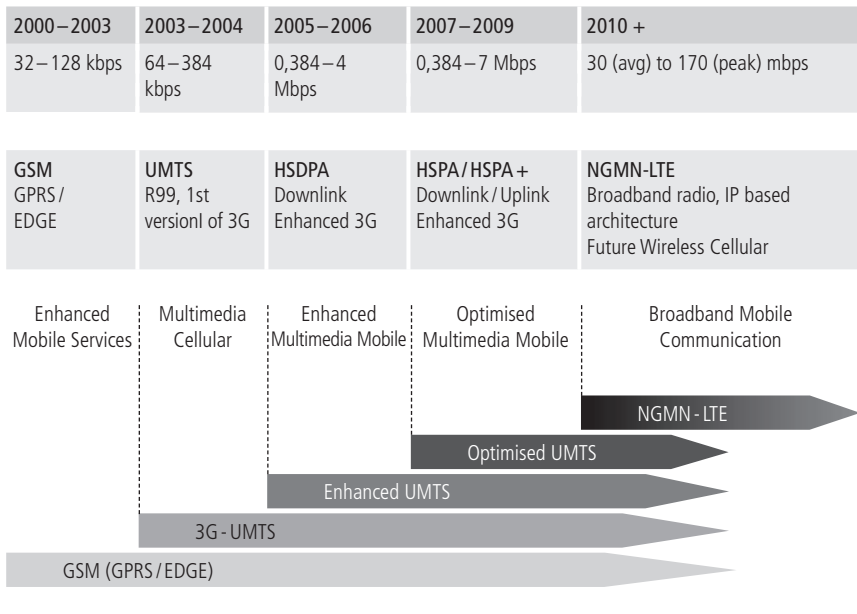 2000–2003 2003–2004 2005–2006 2007–2009 2010 +
32–128 kbps 64–384 0,384–4 0,384–7 Mbps 30 (avg) to 170 (peak) mbps
kbps Mbps
GSM UMTS HSDPA HSPA/HSPA+ NGMN-LTE
GPRS/ R99, 1st Downlink Downlink/Uplink Broadband radio, IP based
EDGE versionl of 3G Enhanced 3G Enhanced 3G architecture
Future Wireless Cellular
Enhanced Multimedia Enhanced Optimised Broadband Mobile
Mobile Services Cellular Multimedia Mobile Multimedia Mobile Communication
NGMN-LTE
Optimised UMTS
Enhanced UMTS
3G-UMTS
GSM (GPRS/EDGE)